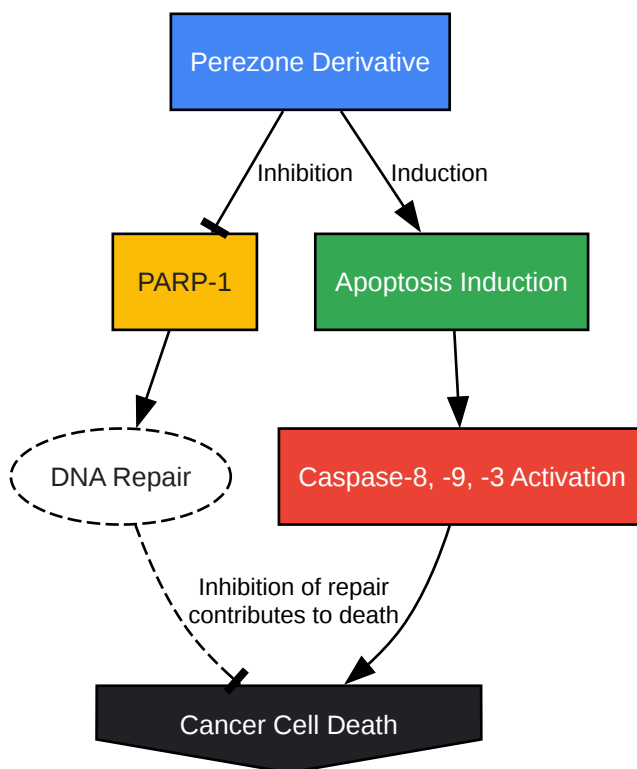 Perezone Derivative
Inhibition
Induction
PARP-1
Apoptosis Induction
DNA Repair
Caspase-8, -9, -3 Activation
Inhibition of repair
contributes to death
Cancer Cell Death